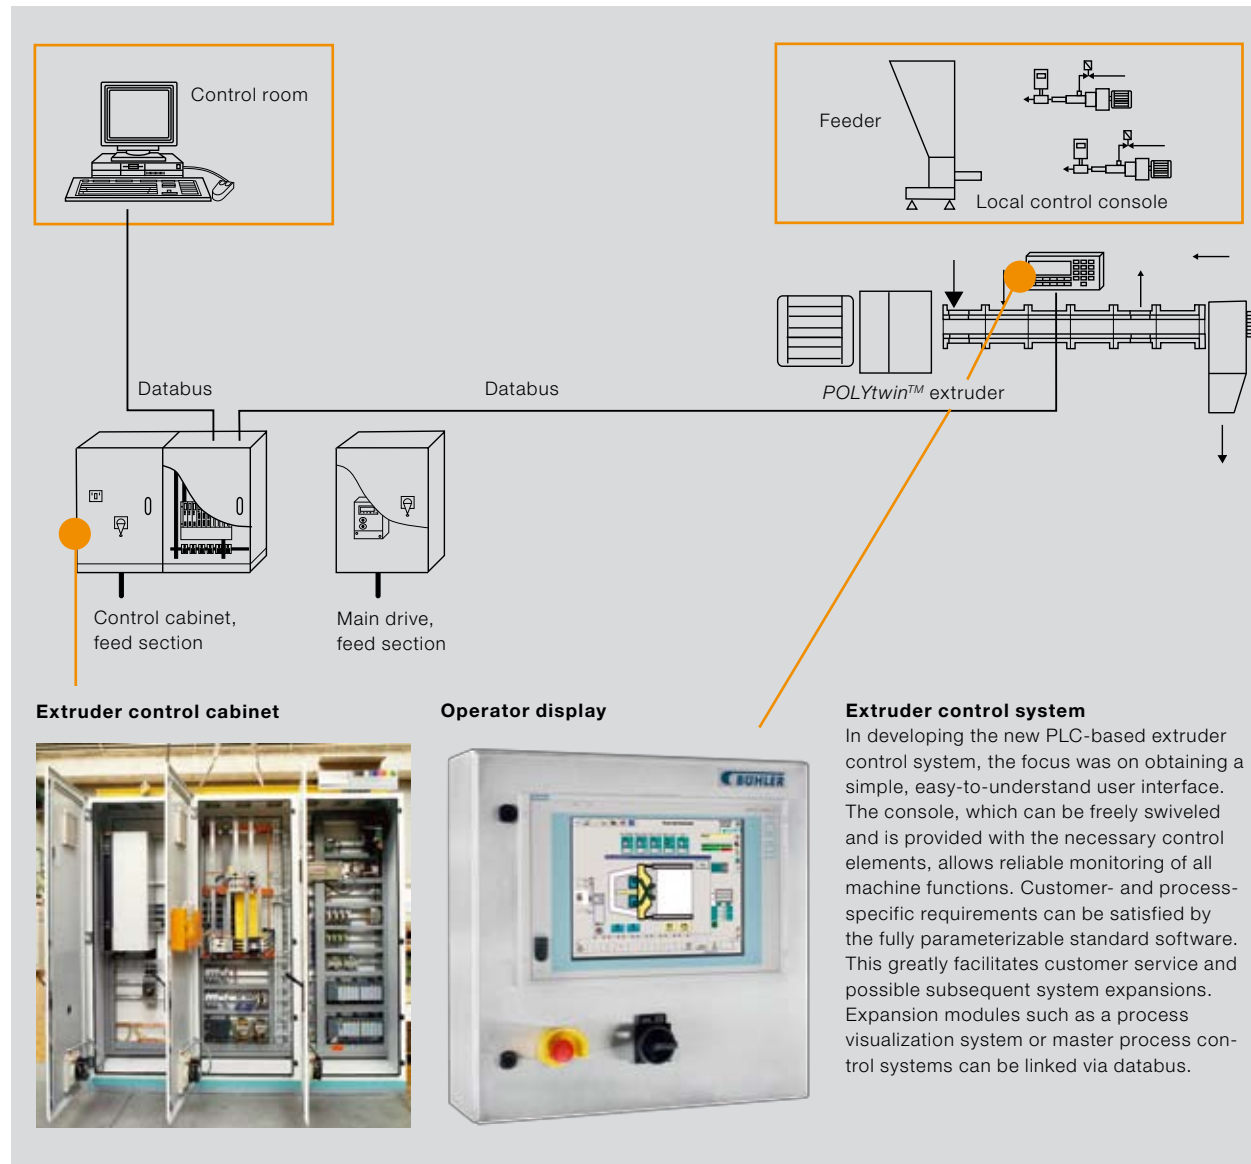 Control room
Feeder
Local control console
Databus
Databus
POLYtwin™ extruder
Control cabinet,
feed section
Main drive,
feed section
Extruder control cabinet
Operator display
BÜHLER
Extruder control system
In developing the new PLC-based extruder
control system, the focus was on obtaining a
simple, easy-to-understand user interface.
The console, which can be freely swiveled
and is provided with the necessary control
elements, allows reliable monitoring of all
machine functions. Customer- and process-
specific requirements can be satisfied by
the fully parameterizable standard software.
This greatly facilitates customer service and
possible subsequent system expansions.
Expansion modules such as a process
visualization system or master process con-
trol systems can be linked via databus.